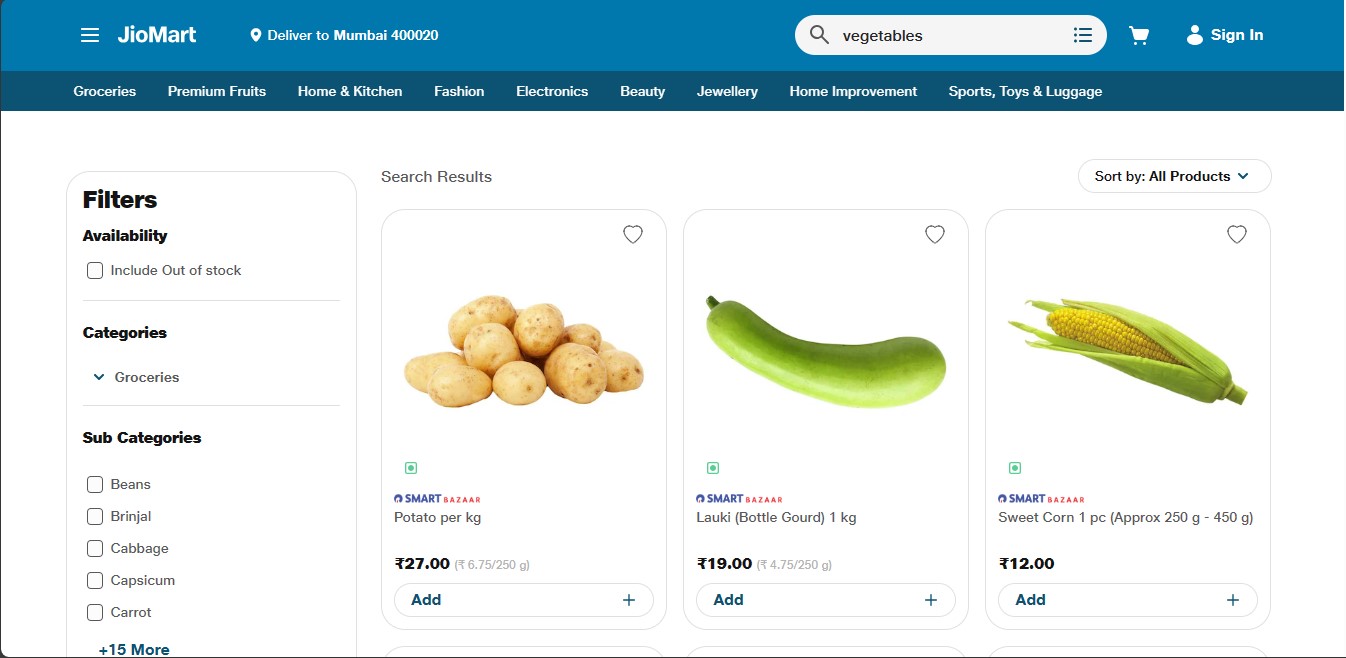 JioMart
Deliver to Mumbai 400020
vegetables
Sign In
Groceries Premium Fruits Home & Kitchen Fashion Electronics Beauty Jewellery Home Improvement Sports, Toys & Luggage
Filters
Availability
Include Out of stock
Categories
Groceries
Sub Categories
Beans
Brinjal
Cabbage
Capsicum
Carrot
+15 More
Search Results
Sort by: All Products
SMART BAZAAR
Potato per kg
₹27.00 (₹ 6.75/250 g)
Add +
SMART BAZAAR
Lauki (Bottle Gourd) 1 kg
₹19.00 (₹ 4.75/250 g)
Add +
SMART BAZAAR
Sweet Corn 1 pc (Approx 250 g - 450 g)
₹12.00
Add +